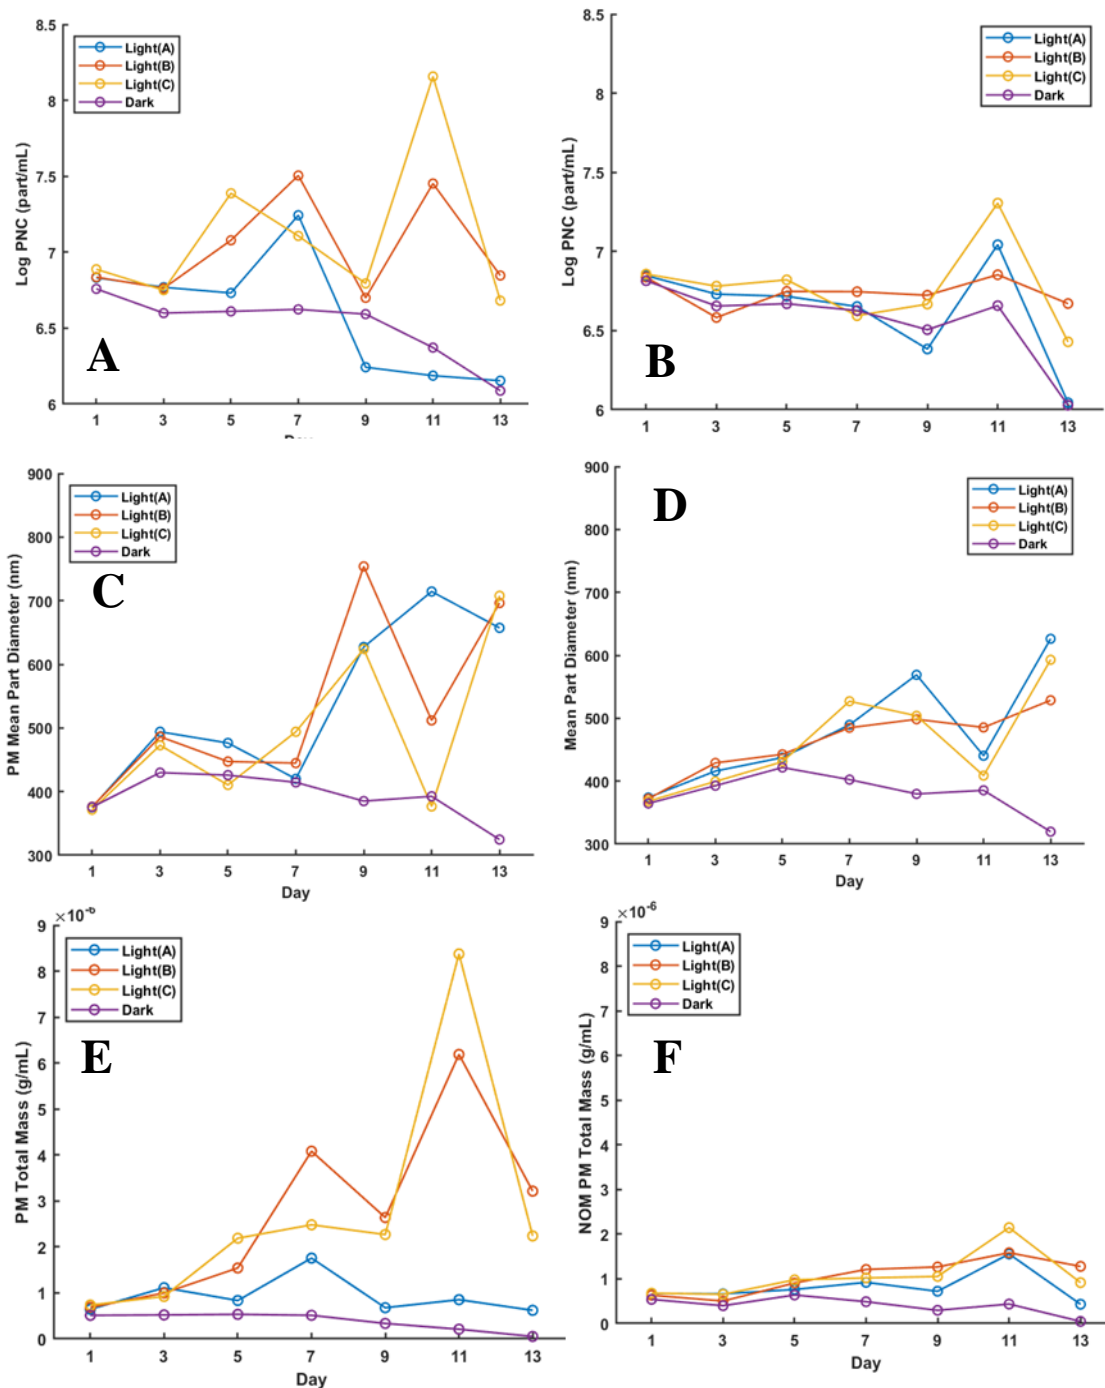 8.5
8
7.5
7
6.5
6
Log PNC (part/mL)
Light(A)
Light(B)
Light(C)
Dark
A
1 3 5 7 9 11 13
8.5
8
7.5
7
6.5
6
Log PNC (part/mL)
Light(A)
Light(B)
Light(C)
Dark
B
1 3 5 7 9 11 13
900
800
700
600
500
400
300
PM Mean Part Diameter (nm)
Light(A)
Light(B)
Light(C)
Dark
C
1 3 5 7 9 11 13
Day
900
800
700
600
500
400
300
Mean Part Diameter (nm)
Light(A)
Light(B)
Light(C)
Dark
D
1 3 5 7 9 11 13
Day
9
8
7
6
5
4
3
2
1
0
PM Total Mass (g/mL)
Light(A)
Light(B)
Light(C)
Dark
E
1 3 5 7 9 11 13
Day
×10⁻⁶
9
8
7
6
5
4
3
2
1
0
NOM PM Total Mass (g/mL)
Light(A)
Light(B)
Light(C)
Dark
F
1 3 5 7 9 11 13
Day